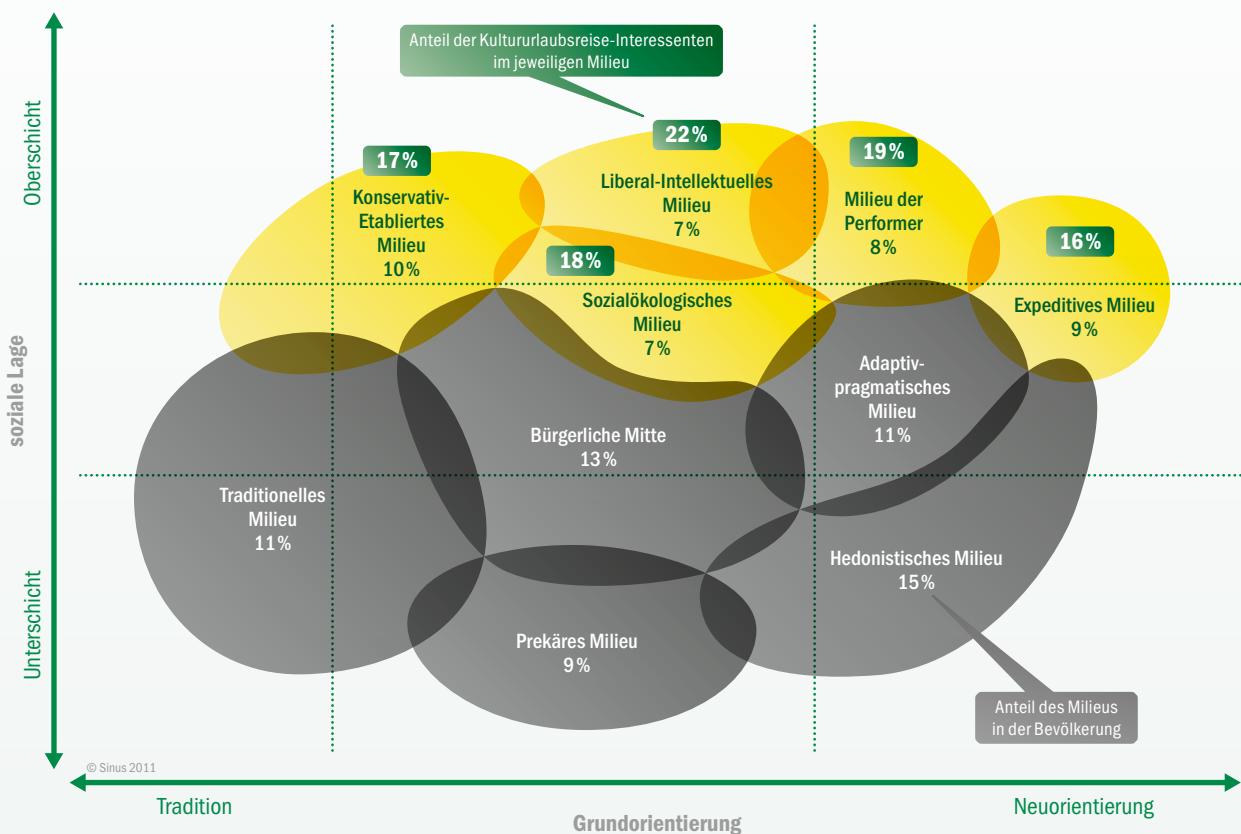 Anteil der Kultururlaubsreise-Interessenten
im jeweiligen Milieu
Oberschicht
soziale Lage
Unterschicht
17 %
Konservativ-
Etabliertes
Milieu
10 %
22 %
Liberal-Intellektuelles
Milieu
7 %
19 %
Milieu der
Performer
8 %
16 %
Expeditives Milieu
9 %
18 %
Sozialökologisches
Milieu
7 %
Adaptiv-
pragmatisches
Milieu
11 %
Bürgerliche Mitte
13 %
Traditionelles
Milieu
11 %
Hedonistisches Milieu
15 %
Prekäres Milieu
9 %
Anteil des Milieus
in der Bevölkerung
© Sinus 2011
Tradition
Grundorientierung
Neuorientierung